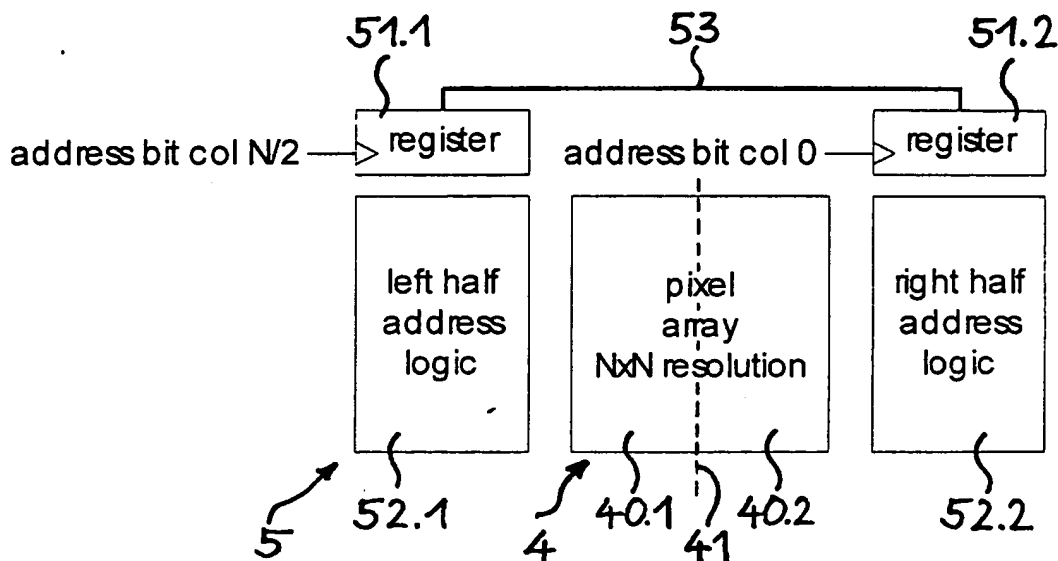 51.1 53 51.2
address bit col N/2 register address bit col 0 register
left half
address
logic
pixel
array
NxN resolution
right half
address
logic
5 52.1 4 40.1 41 40.2 52.2